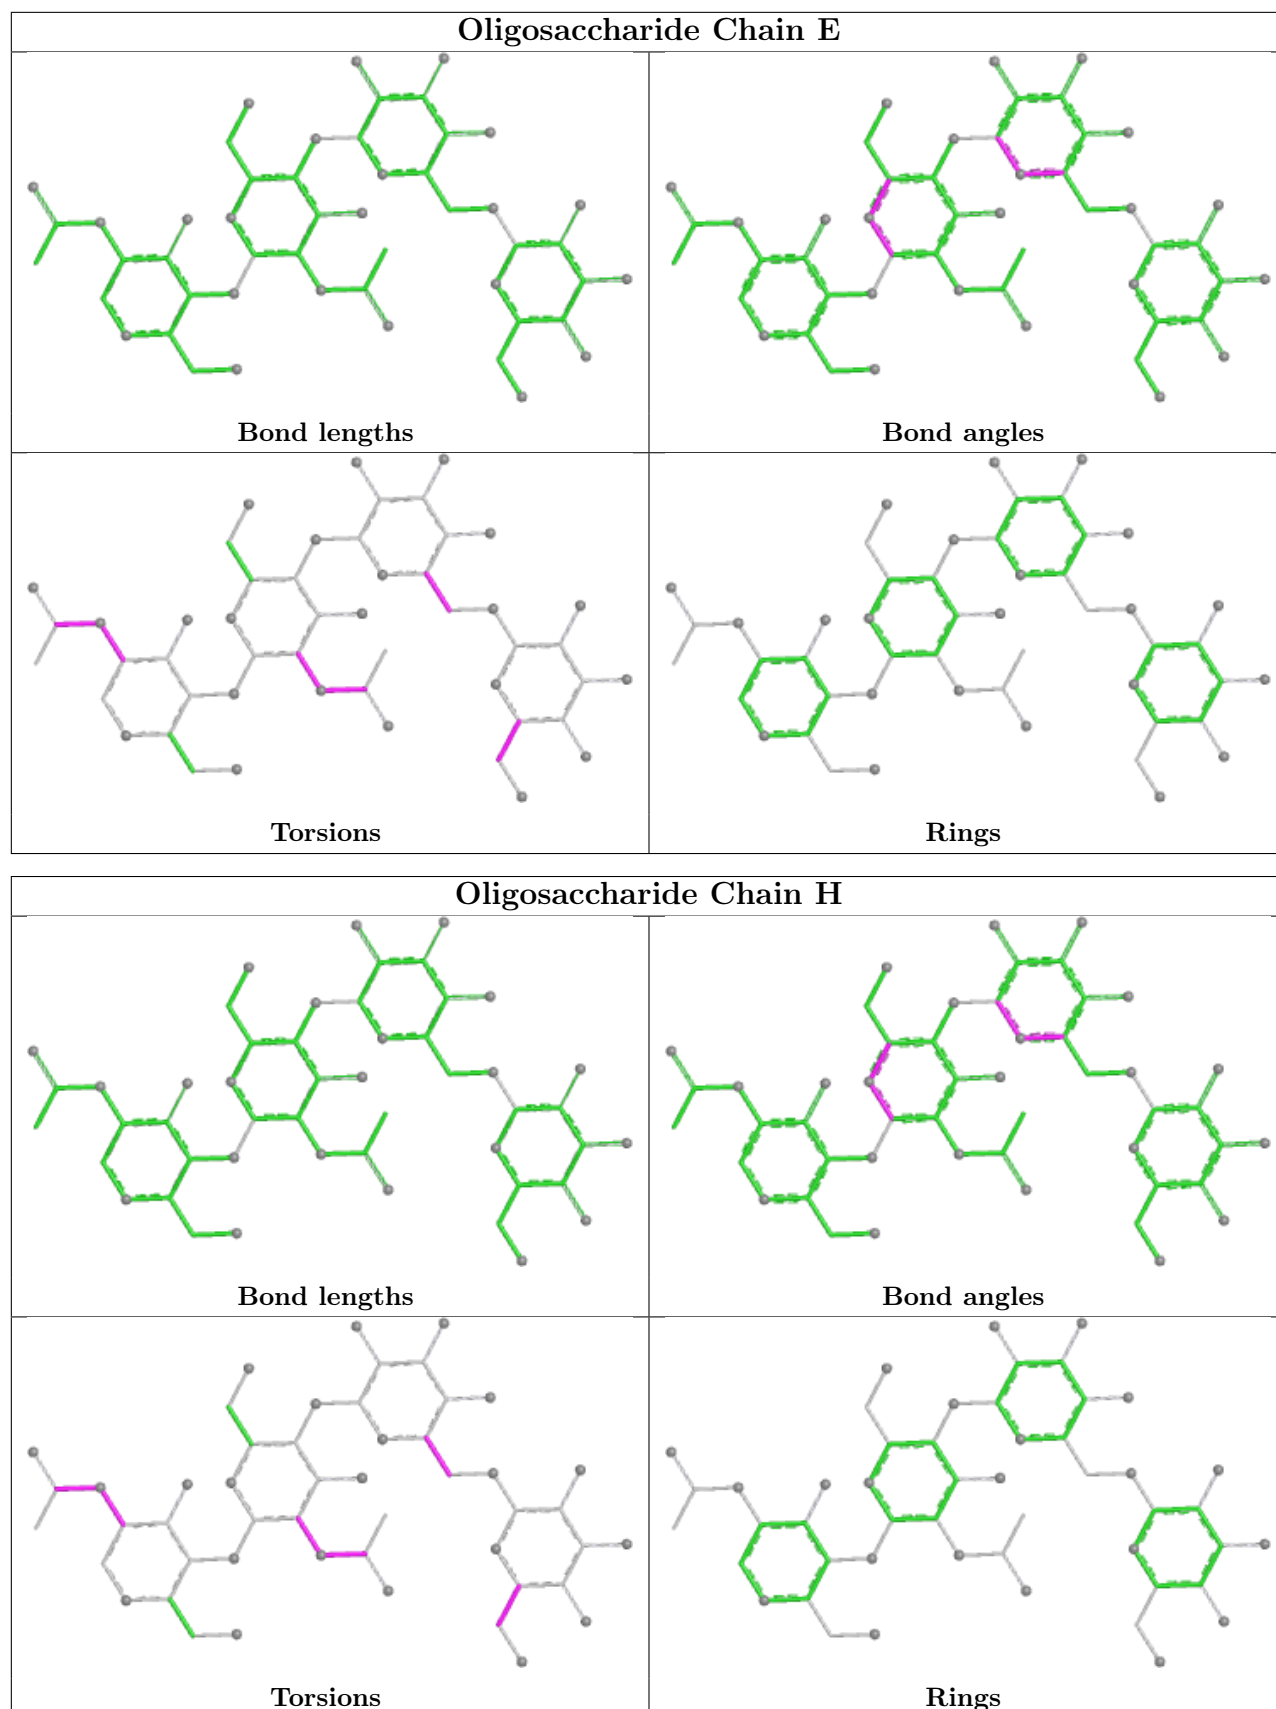 Oligosaccharide Chain E
Bond lengths
Bond angles
Torsions
Rings
Oligosaccharide Chain H
Bond lengths
Bond angles
Torsions
Rings